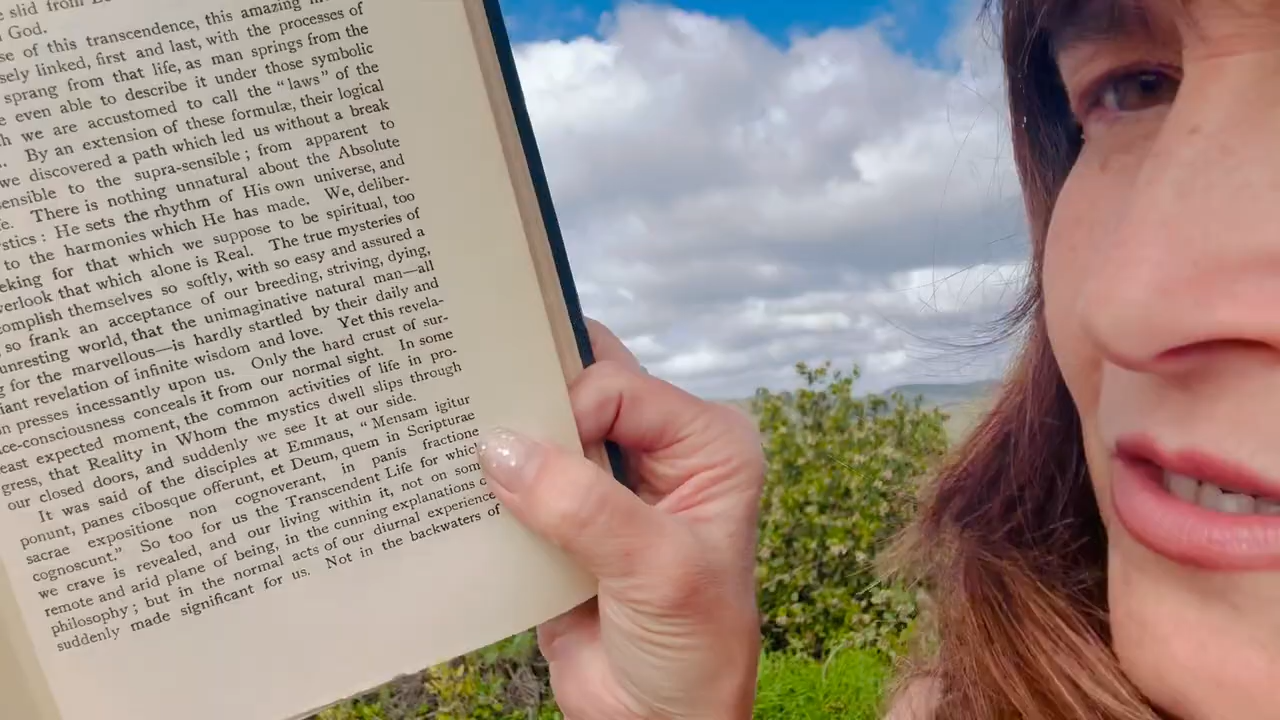 slid from
God.
of this transcendence, this amazing
linked, first and last, with the processes of
sprang from that life, as man springs from the
even able to describe it under those symbolic
we are accustomed to call the "laws" of the
By an extension of these formulæ, their logical
we discovered a path which led us without a break
to the supra-sensible; from apparent to
There is nothing unnatural about the Absolute
: He sets the rhythm of His own universe, and
to the harmonies which He has made. We, deliber-
for that which we suppose to be spiritual, too
that which alone is Real. The true mysteries of
themselves so softly, with so easy and assured a
so frank an acceptance of our breeding, striving, dying,
unresting world, that the unimaginative natural man—all
for the marvellous—is hardly startled by their daily and
revelation of infinite wisdom and love. Yet this revela-
presses incessantly upon us. Only the hard crust of sur-
-consciousness conceals it from our normal sight. In some
expected moment, the common activities of life in pro-
gress, that Reality in Whom the mystics dwell slips through
our closed doors, and suddenly we see It at our side.
It was said of the disciples at Emmaus, "Mensam igitur
ponunt, panes cibosque offerunt, et Deum, quem in Scripturae
sacrae expositione non cognoverant, in panis fractione
cognoscunt." So too for us the Transcendent Life for which
we crave is revealed, and our living within it, not on some
remote and arid plane of being, in the cunning explanations
philosophy; but in the normal acts of our diurnal experience
suddenly made significant for us. Not in the backwaters of